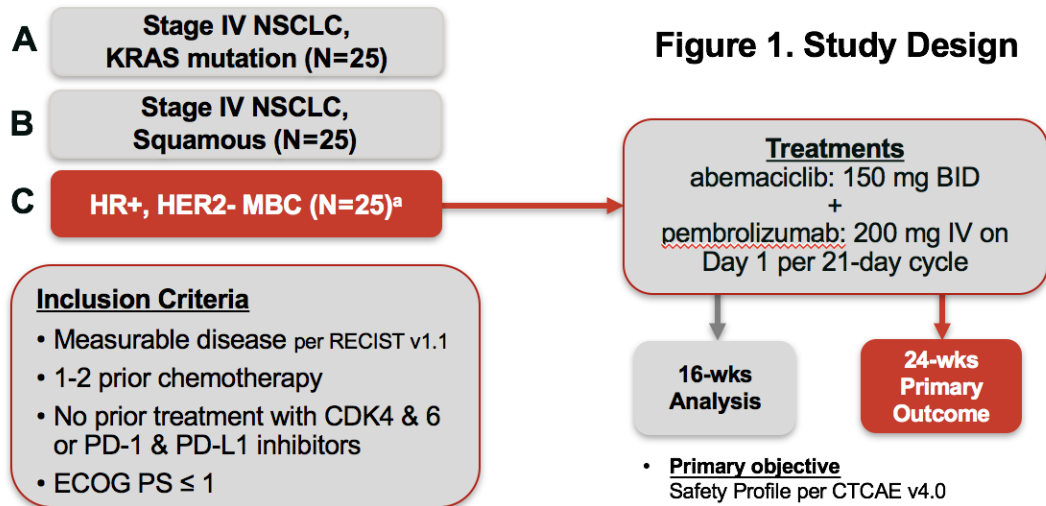 A
Stage IV NSCLC,
KRAS mutation (N=25)
Figure 1. Study Design
B
Stage IV NSCLC,
Squamous (N=25)
C
HR+, HER2- MBC (N=25)ᵃ
Treatments
abemaciclib: 150 mg BID
+
pembrolizumab: 200 mg IV on
Day 1 per 21-day cycle
Inclusion Criteria
• Measurable disease per RECIST v1.1
• 1-2 prior chemotherapy
• No prior treatment with CDK4 & 6
or PD-1 & PD-L1 inhibitors
• ECOG PS ≤ 1
16-wks
Analysis
24-wks
Primary
Outcome
• Primary objective
Safety Profile per CTCAE v4.0